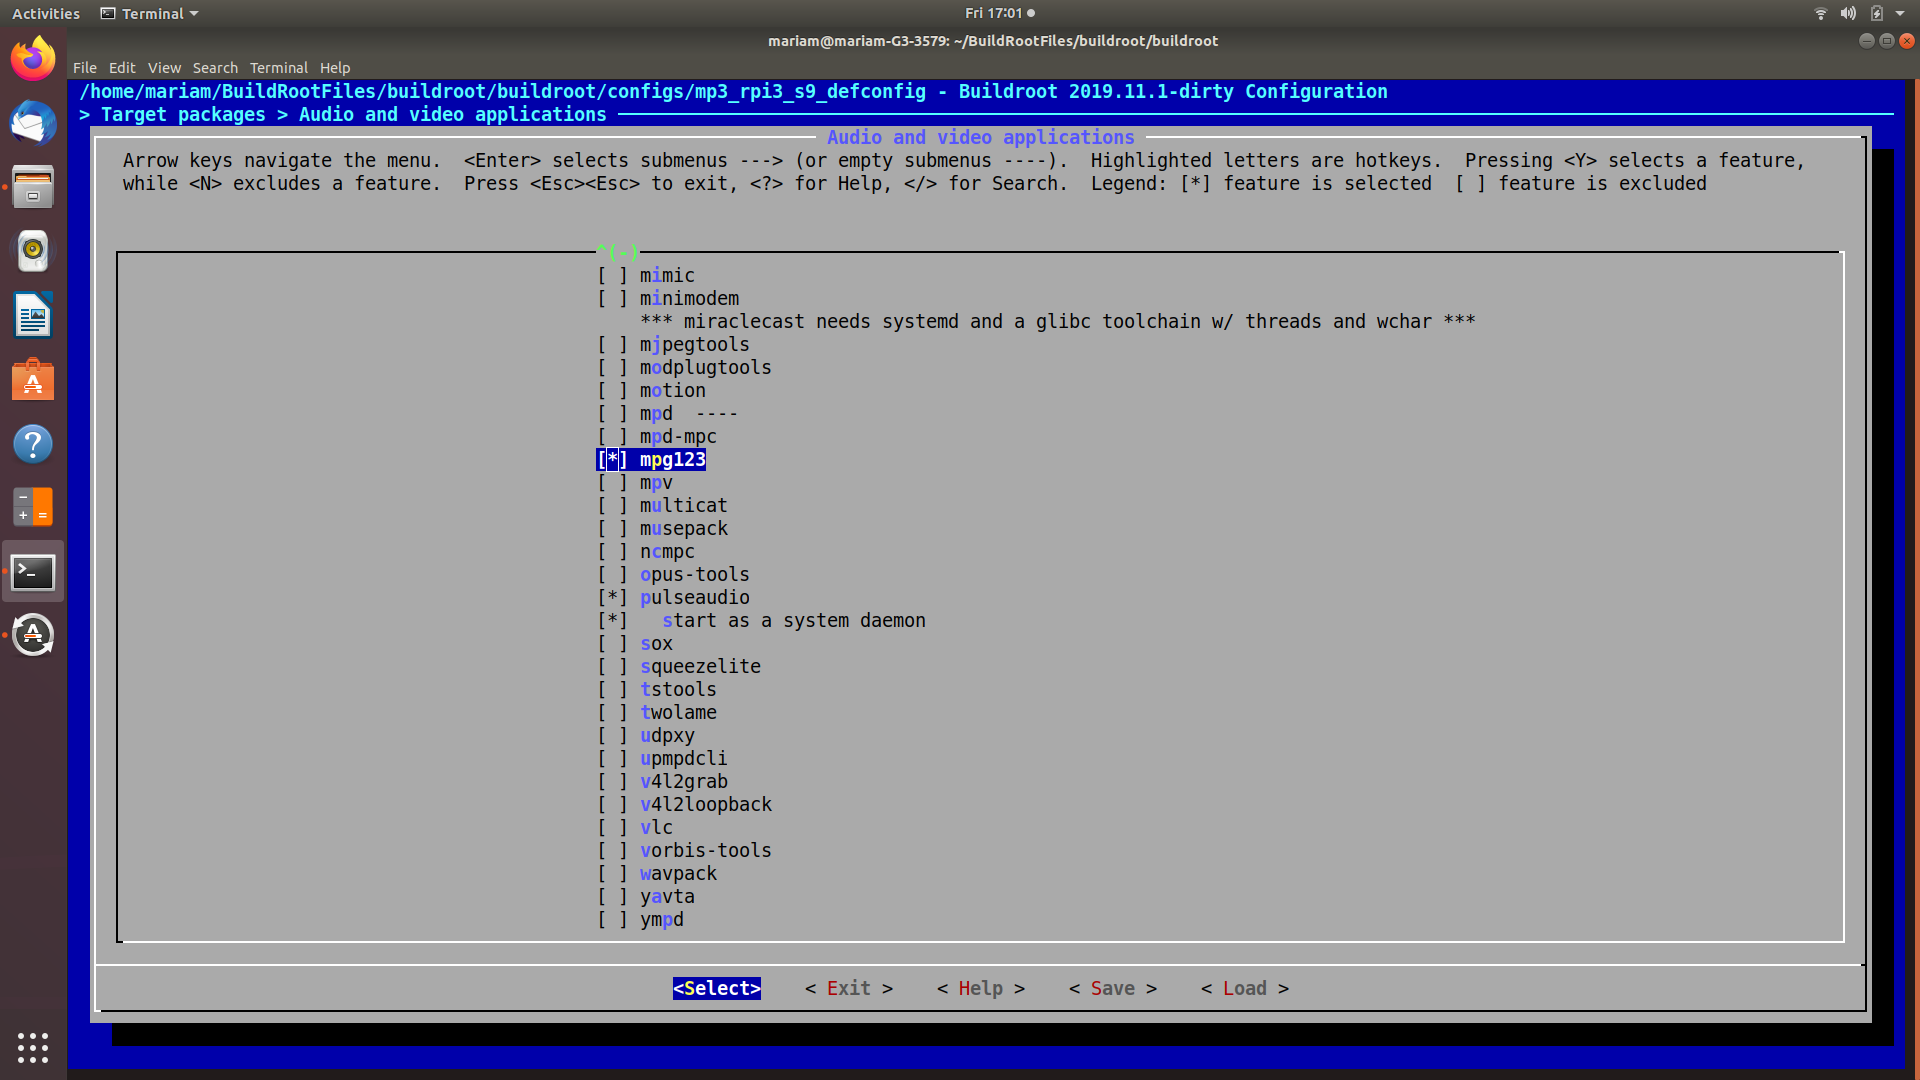 Activities Terminal Fri 17:01
mariam@mariam-G3-3579: ~/BuildRootFiles/buildroot/buildroot
File Edit View Search Terminal Help
/home/mariam/BuildRootFiles/buildroot/buildroot/configs/mp3_rpi3_s9_defconfig - Buildroot 2019.11.1-dirty Configuration
> Target packages > Audio and video applications
Audio and video applications
Arrow keys navigate the menu.  <Enter> selects submenus ---> (or empty submenus ----).  Highlighted letters are hotkeys.  Pressing <Y> selects a feature,
while <N> excludes a feature.  Press <Esc><Esc> to exit, <?> for Help, </> for Search.  Legend: [*] feature is selected  [ ] feature is excluded
^(-)
[ ] mimic
[ ] minimodem
*** miraclecast needs systemd and a glibc toolchain w/ threads and wchar ***
[ ] mjpegtools
[ ] modplugtools
[ ] motion
[ ] mpd  ----
[ ] mpd-mpc
[*] mpg123
[ ] mpv
[ ] multicat
[ ] musepack
[ ] ncmpc
[ ] opus-tools
[*] pulseaudio
[*]   start as a system daemon
[ ] sox
[ ] squeezelite
[ ] tstools
[ ] twolame
[ ] udpxy
[ ] upmpdcli
[ ] v4l2grab
[ ] v4l2loopback
[ ] vlc
[ ] vorbis-tools
[ ] wavpack
[ ] yavta
[ ] ympd
<Select>    < Exit >    < Help >    < Save >    < Load >